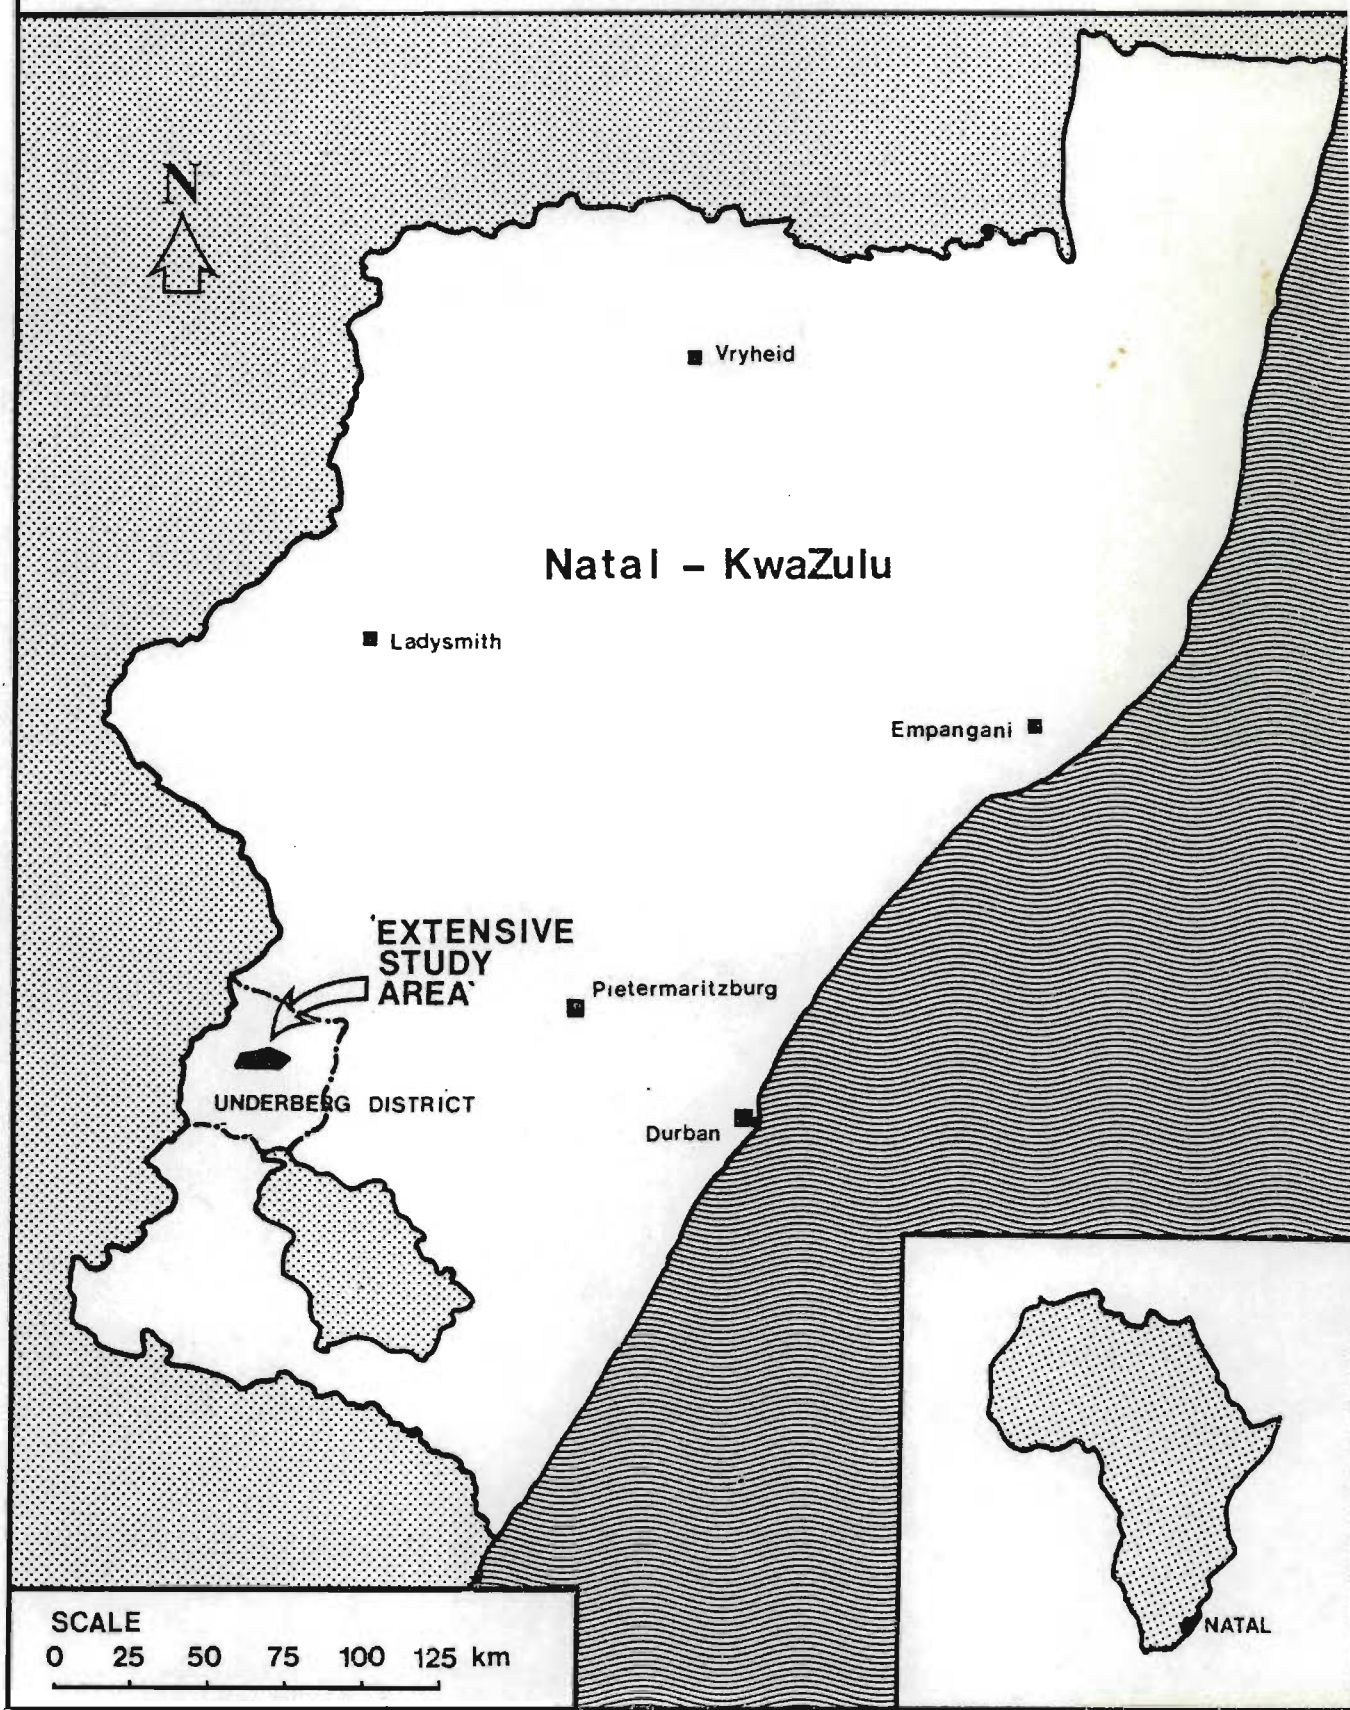 N
Vryheid
Natal – KwaZulu
Ladysmith
Empangani
'EXTENSIVE
STUDY
AREA'
Pietermaritzburg
UNDERBERG DISTRICT
Durban
NATAL
SCALE
0 25 50 75 100 125 km